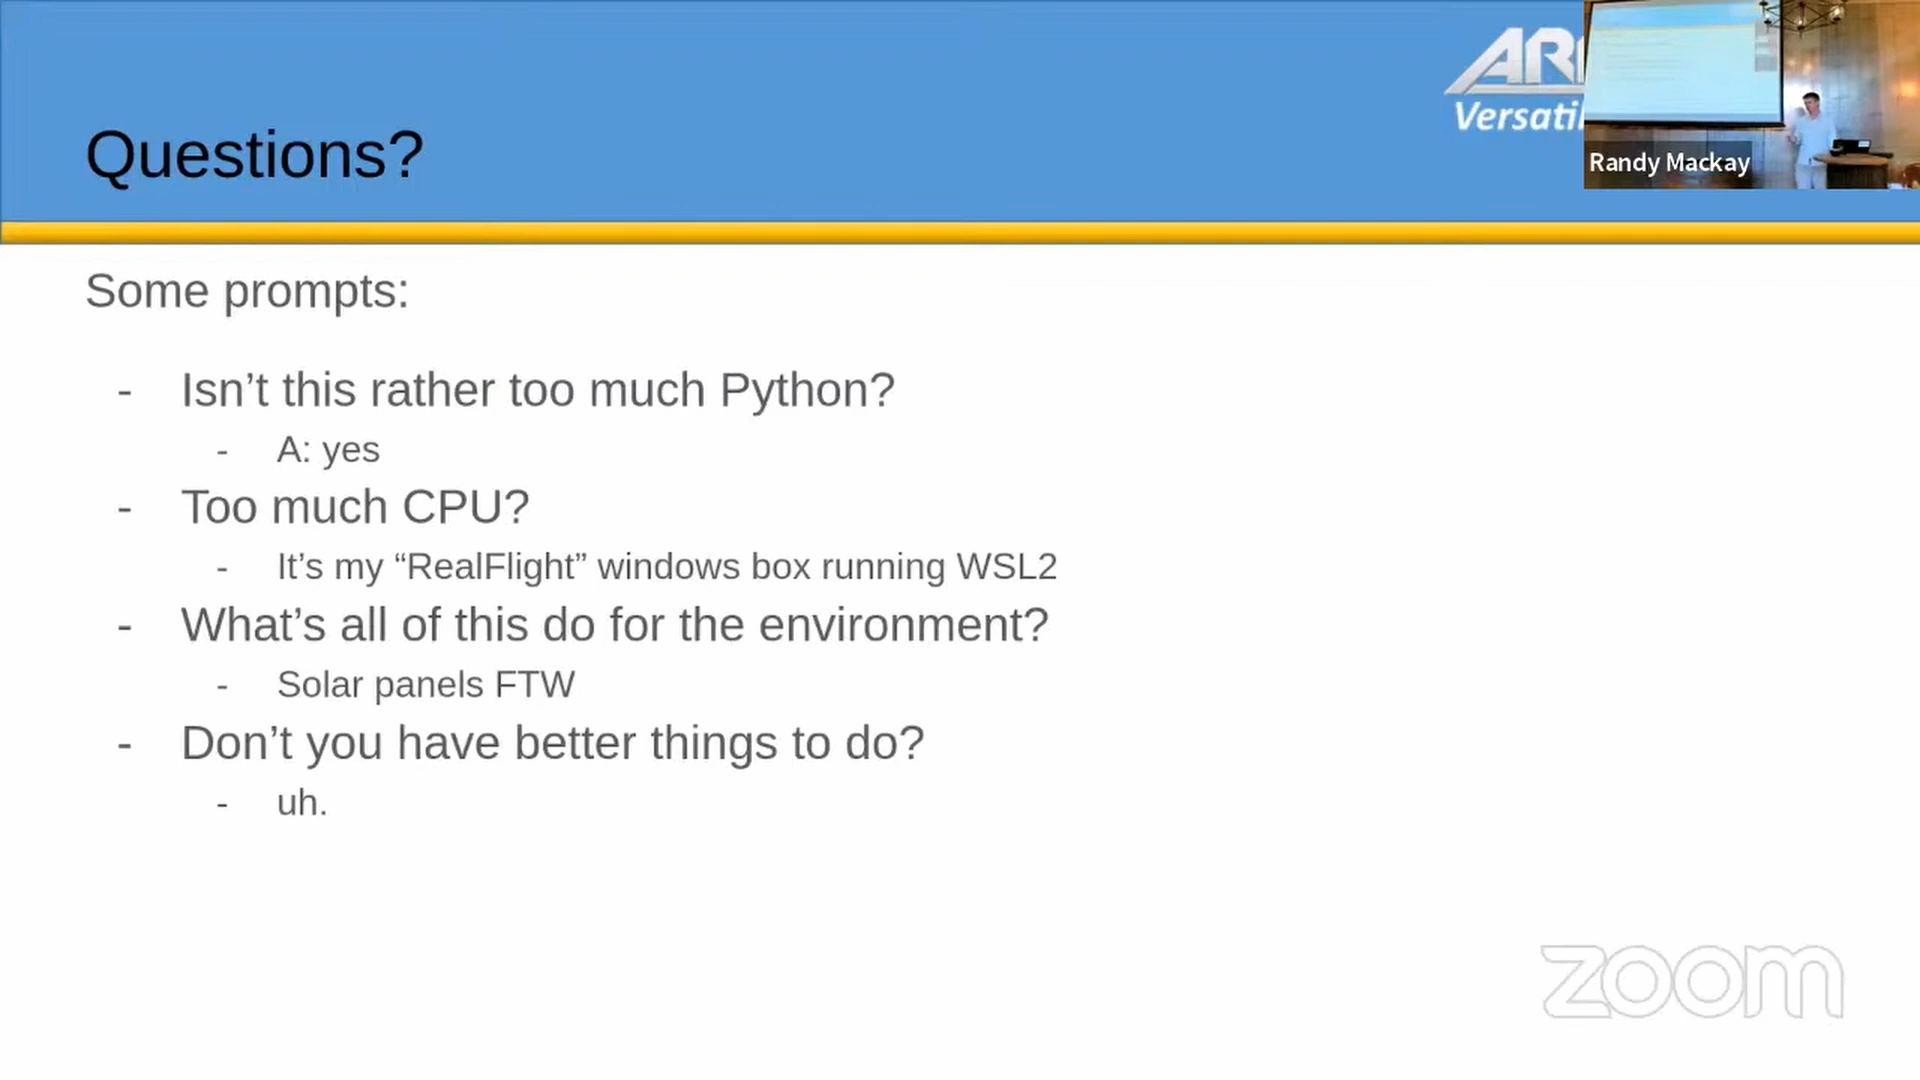 Questions?
AR
Versati
Randy Mackay
Some prompts:
- Isn’t this rather too much Python?
- A: yes
- Too much CPU?
- It’s my “RealFlight” windows box running WSL2
- What’s all of this do for the environment?
- Solar panels FTW
- Don’t you have better things to do?
- uh.
zoom